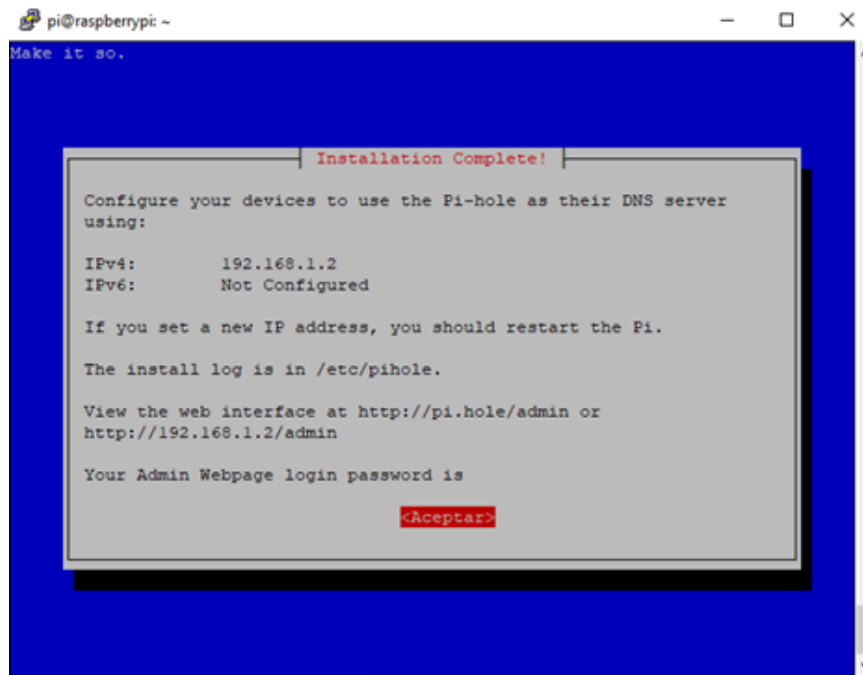 pi@raspberrypi: ~
Make it so.
Installation Complete!
Configure your devices to use the Pi-hole as their DNS server
using:
IPv4: 192.168.1.2
IPv6: Not Configured
If you set a new IP address, you should restart the Pi.
The install log is in /etc/pihole.
View the web interface at http://pi.hole/admin or
http://192.168.1.2/admin
Your Admin Webpage login password is
<Aceptar>